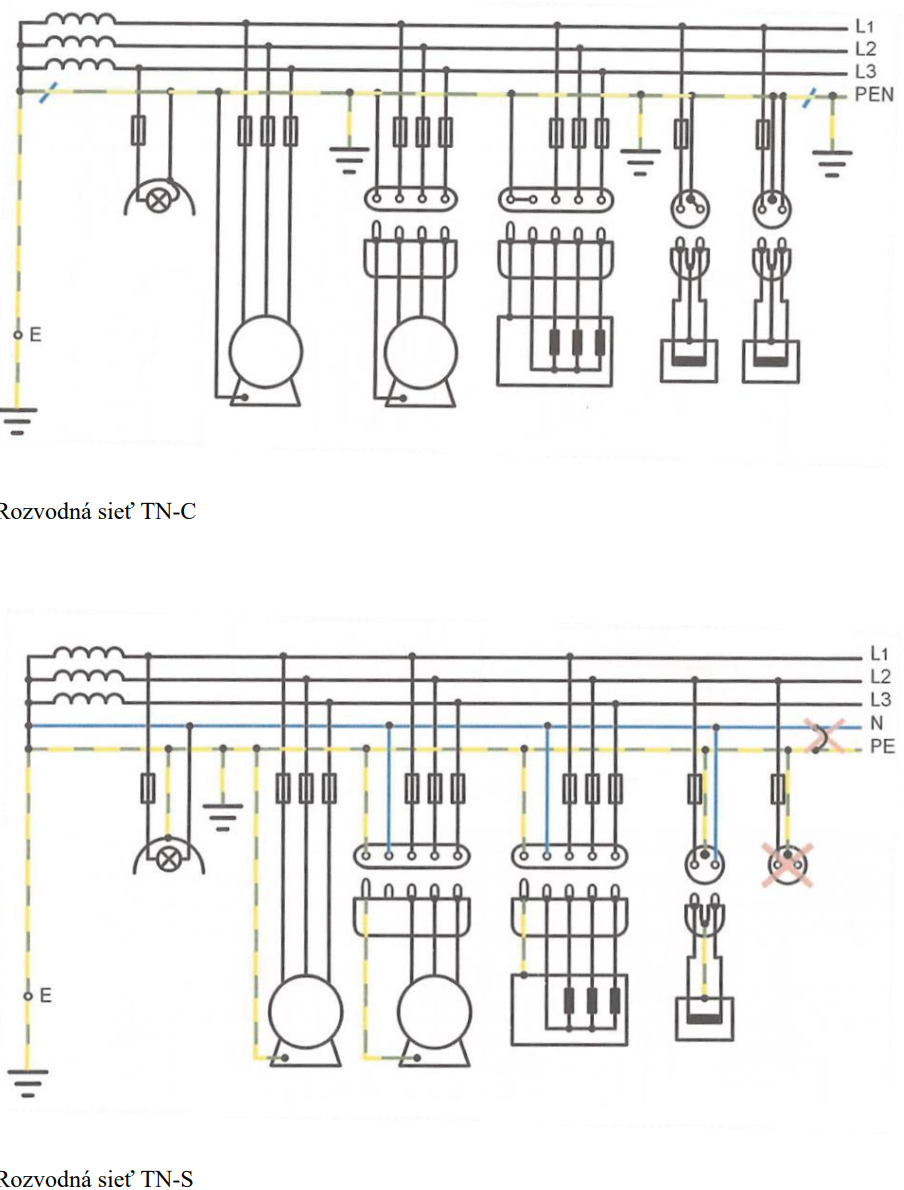 L1
L2
L3
PEN
E
Rozvodná sieť TN-C
L1
L2
L3
N
PE
E
Rozvodná sieť TN-S